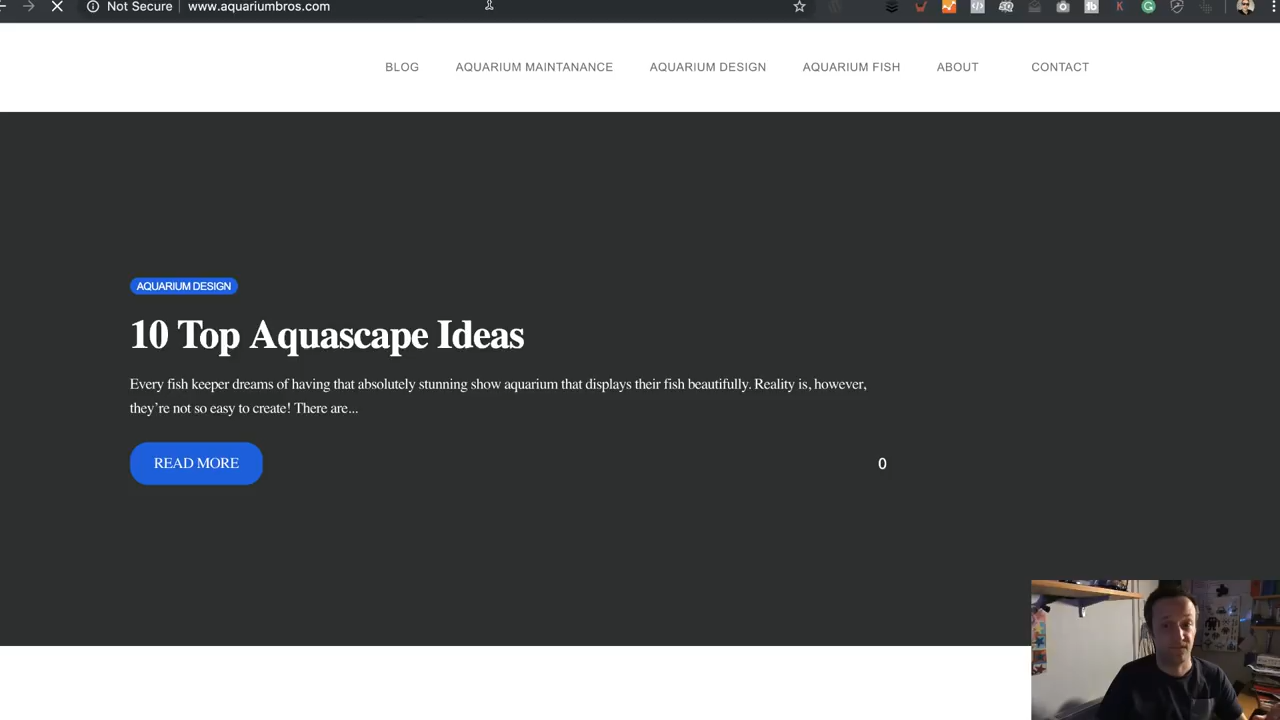 Not Secure www.aquariumbros.com
BLOG AQUARIUM MAINTANANCE AQUARIUM DESIGN AQUARIUM FISH ABOUT CONTACT
AQUARIUM DESIGN
10 Top Aquascape Ideas
Every fish keeper dreams of having that absolutely stunning show aquarium that displays their fish beautifully. Reality is, however,
they’re not so easy to create! There are...
READ MORE
0